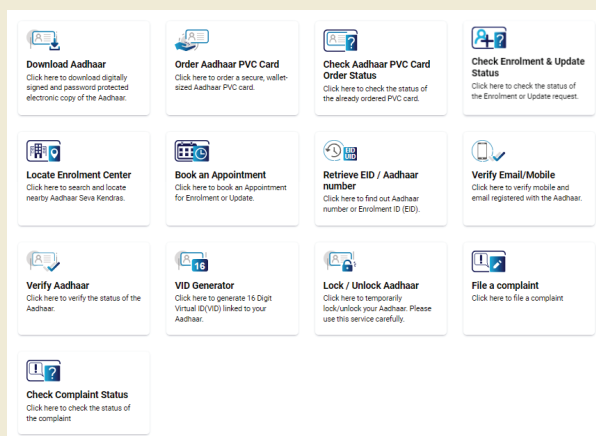 Download Aadhaar
Click here to download digitally
signed and password protected
electronic copy of the Aadhaar.
Order Aadhaar PVC Card
Click here to order a secure, wallet-
sized Aadhaar PVC card.
Check Aadhaar PVC Card
Order Status
Click here to check the status of
the already ordered PVC card.
Check Enrolment & Update
Status
Click here to check the status of
the Enrolment or Update request.
Locate Enrolment Center
Click here to search and locate
nearby Aadhaar Seva Kendras.
Book an Appointment
Click here to book an Appointment
for Enrolment or Update.
EID
UID
Retrieve EID / Aadhaar
number
Click here to find out Aadhaar
number or Enrolment ID (EID).
Verify Email/Mobile
Click here to verify mobile and
email registered with the Aadhaar.
Verify Aadhaar
Click here to verify the status of the
Aadhaar.
16
VID Generator
Click here to generate 16 Digit
Virtual ID(VID) linked to your
Aadhaar.
Lock / Unlock Aadhaar
Click here to temporarily
lock/unlock your Aadhaar. Please
use this service carefully.
File a complaint
Click here to file a complaint
Check Complaint Status
Click here to check the status of
the complaint